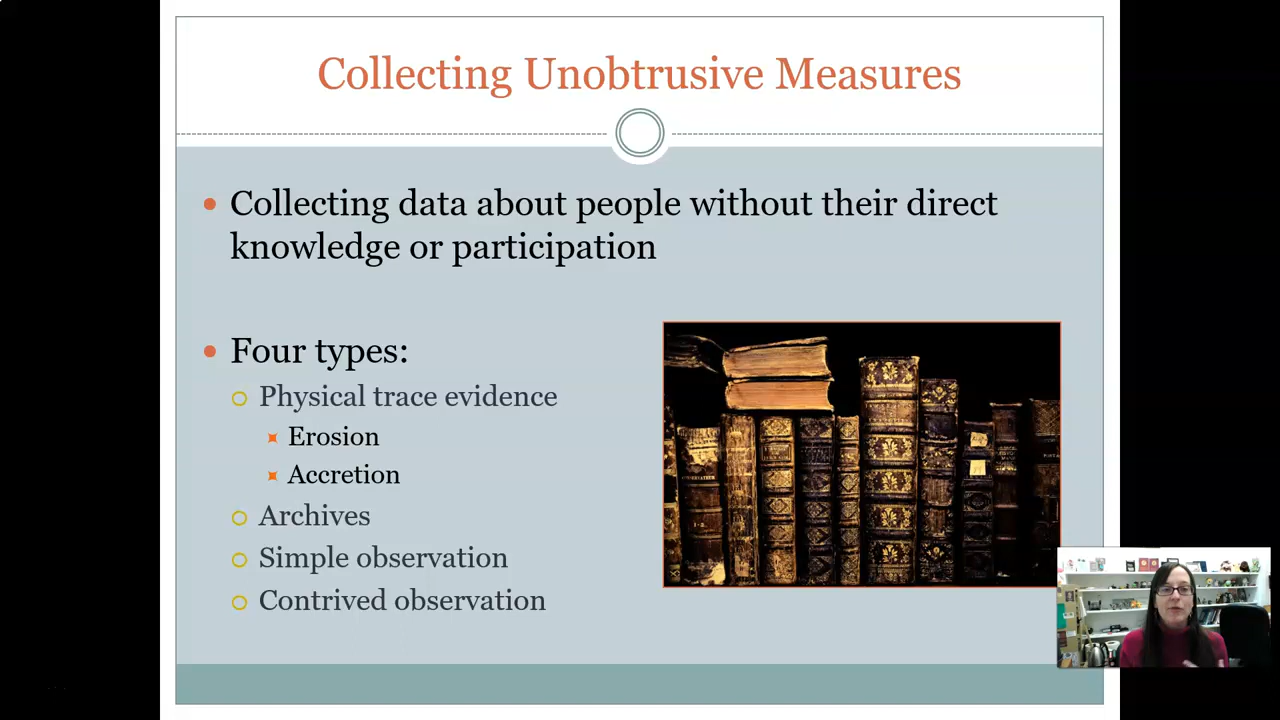 Collecting Unobtrusive Measures
Collecting data about people without their direct
knowledge or participation
Four types:
Physical trace evidence
Erosion
Accretion
Archives
Simple observation
Contrived observation